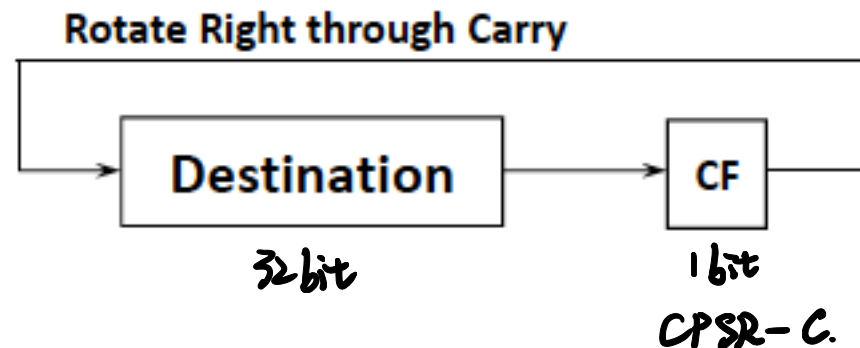 Rotate Right through Carry
Destination
CF
32bit
1bit
CPSR-C.